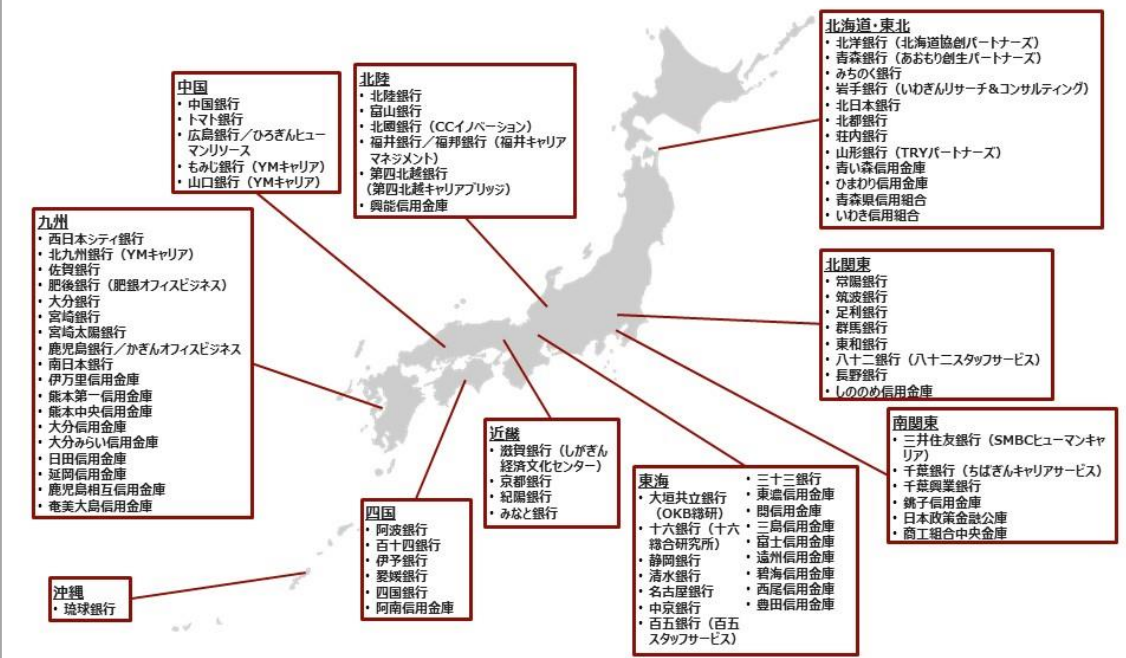 北海道・東北
・ 北洋銀行（北海道協創パートナーズ）
・ 青森銀行（あおもり創生パートナーズ）
・ みちのく銀行
・ 岩手銀行（いわぎんリサーチ＆コンサルティング）
・ 北日本銀行
・ 北都銀行
・ 荘内銀行
・ 山形銀行（TRYパートナーズ）
・ 青い森信用金庫
・ ひまわり信用金庫
・ 青森県信用組合
・ いわき信用組合
北陸
・ 北陸銀行
・ 富山銀行
・ 北國銀行（CCイノベーション）
・ 福井銀行／福邦銀行（福井キャリア
マネジメント）
・ 第四北越銀行
（第四北越キャリアブリッジ）
・ 興能信用金庫
中国
・ 中国銀行
・ トマト銀行
・ 広島銀行／ひろぎんヒュー
マンリソース
・ もみじ銀行（YMキャリア）
・ 山口銀行（YMキャリア）
九州
・ 西日本シティ銀行
・ 北九州銀行（YMキャリア）
・ 佐賀銀行
・ 肥後銀行（肥銀オフィスビジネス）
・ 大分銀行
・ 宮崎銀行
・ 宮崎太陽銀行
・ 鹿児島銀行／かぎんオフィスビジネス
・ 南日本銀行
・ 伊万里信用金庫
・ 熊本第一信用金庫
・ 熊本中央信用金庫
・ 大分信用金庫
・ 大分みらい信用金庫
・ 日田信用金庫
・ 延岡信用金庫
・ 鹿児島相互信用金庫
・ 奄美大島信用金庫
北関東
・ 常陽銀行
・ 筑波銀行
・ 足利銀行
・ 群馬銀行
・ 東和銀行
・ 八十二銀行（八十二スタッフサービス）
・ 長野銀行
・ しののめ信用金庫
南関東
・ 三井住友銀行（SMBCヒューマンキャ
リア）
・ 千葉銀行（ちばぎんキャリアサービス）
・ 千葉興業銀行
・ 銚子信用金庫
・ 日本政策金融公庫
・ 商工組合中央金庫
近畿
・ 滋賀銀行（しがぎん
経済文化センター）
・ 京都銀行
・ 紀陽銀行
・ みなと銀行
東海
・ 大垣共立銀行
（OKB総研）
・ 十六銀行（十六
総合研究所）
・ 静岡銀行
・ 清水銀行
・ 名古屋銀行
・ 中京銀行
・ 百五銀行（百五
スタッフサービス）
・ 三十三銀行
・ 東濃信用金庫
・ 関信用金庫
・ 三島信用金庫
・ 富士信用金庫
・ 遠州信用金庫
・ 碧海信用金庫
・ 西尾信用金庫
・ 豊田信用金庫
四国
・ 阿波銀行
・ 百十四銀行
・ 伊予銀行
・ 愛媛銀行
・ 四国銀行
・ 阿南信用金庫
沖縄
・ 琉球銀行